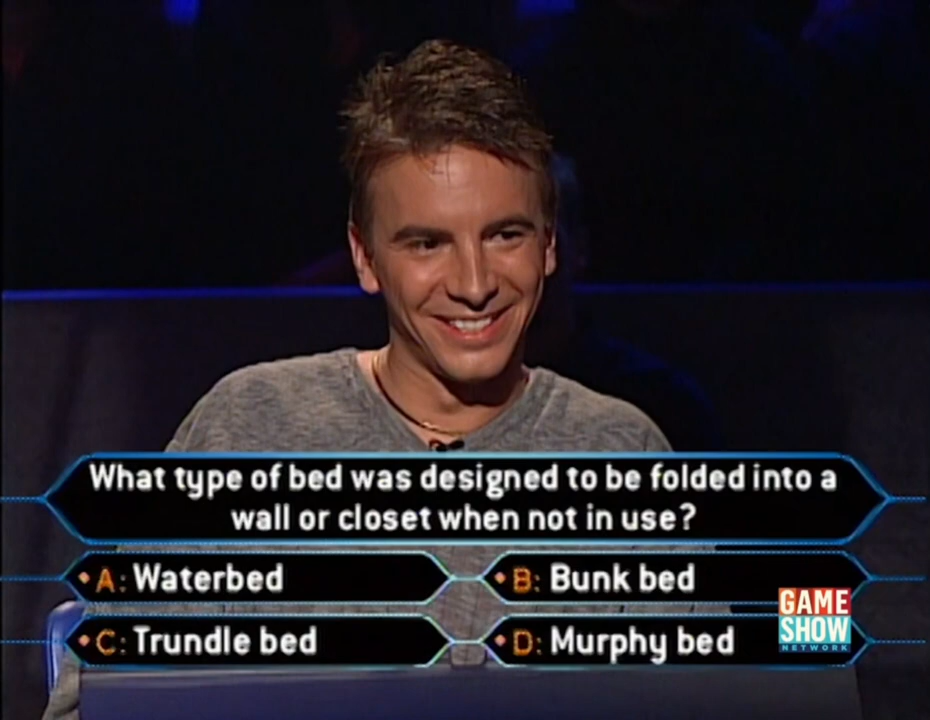 What type of bed was designed to be folded into a
wall or closet when not in use?
A: Waterbed
B: Bunk bed
C: Trundle bed
D: Murphy bed
GAME
SHOW
NETWORK